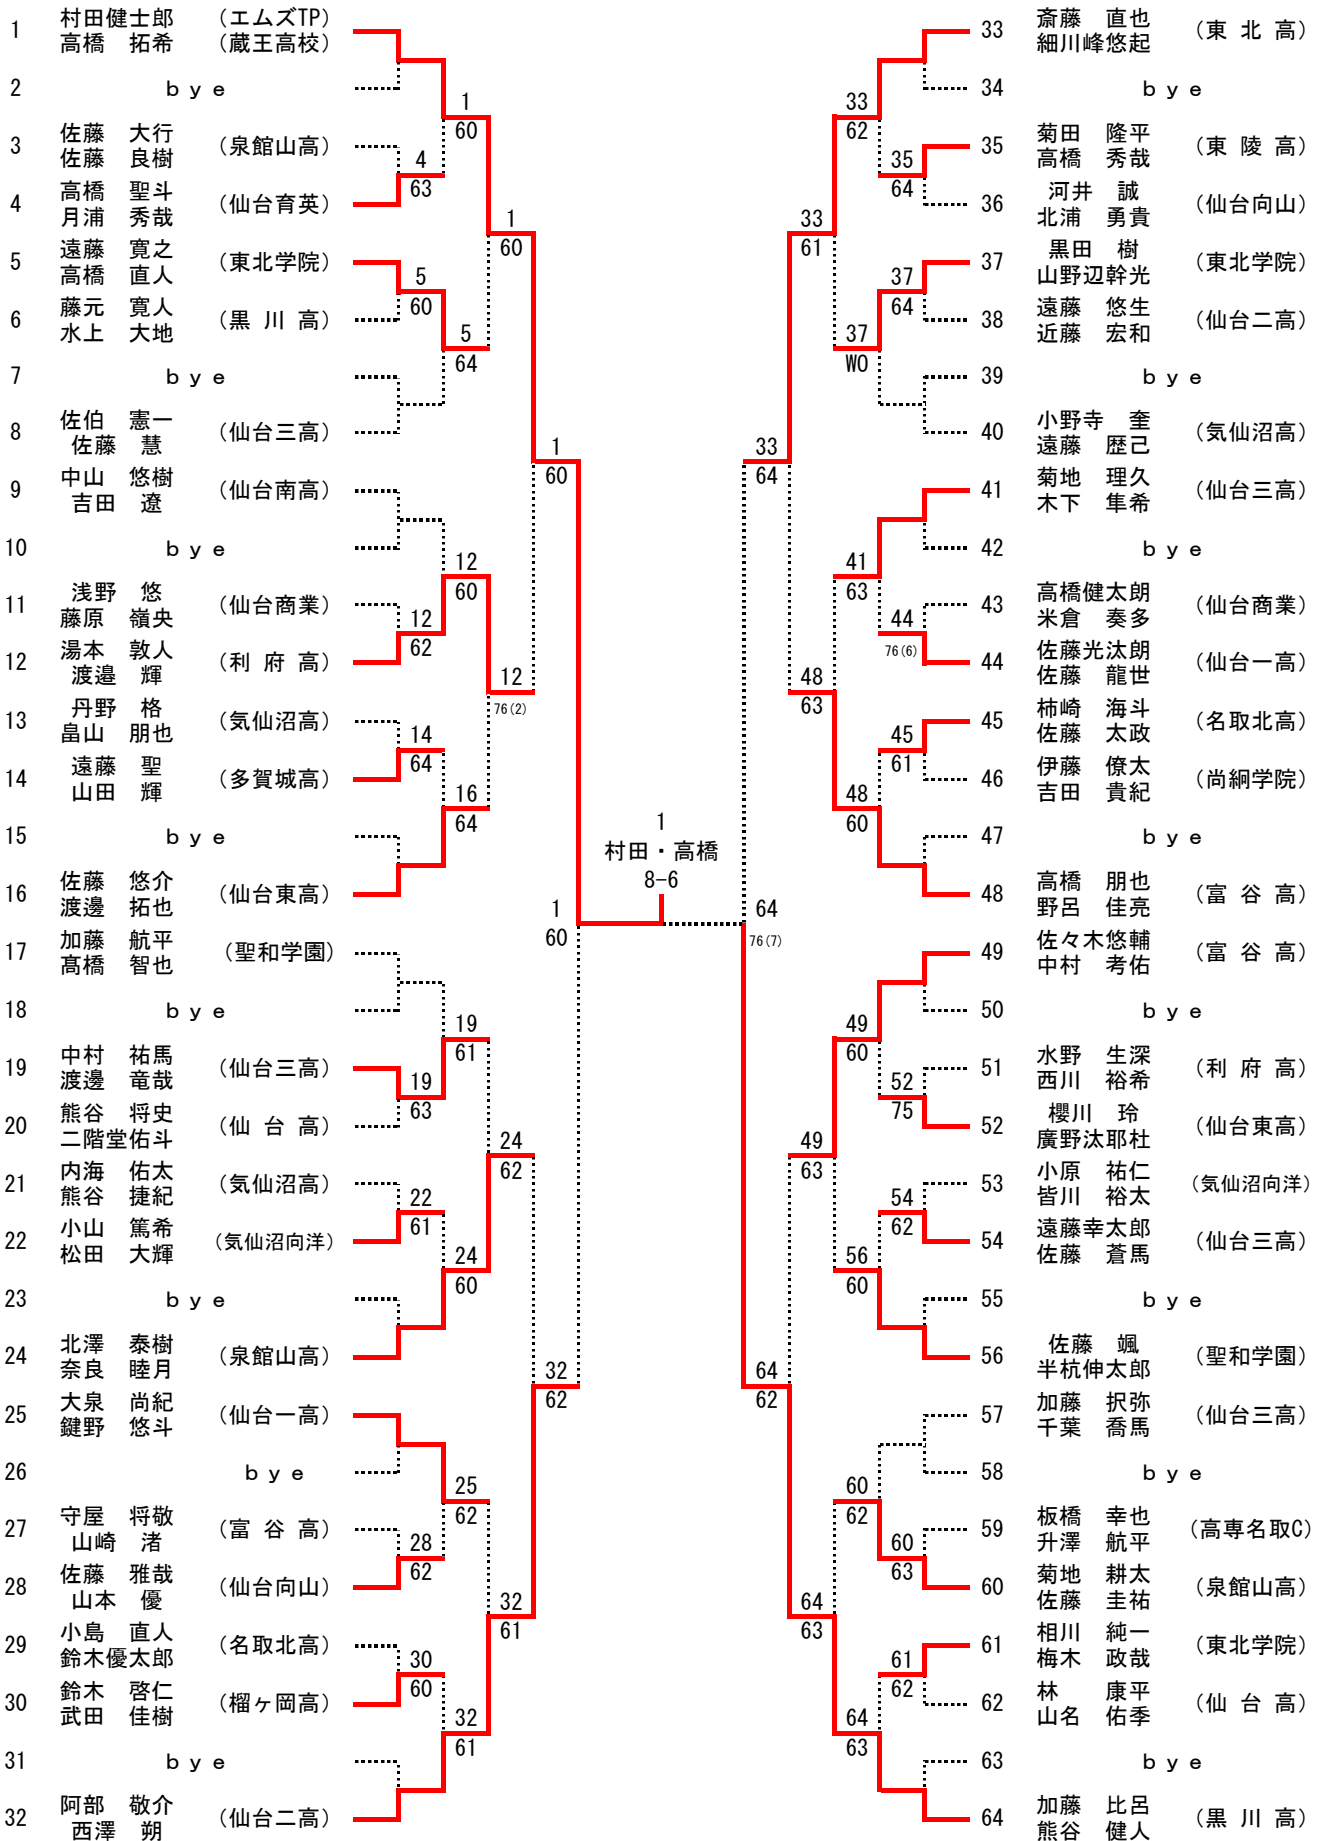 1 村田健士郎 (エムズTP)
高橋 拓希 (蔵王高校)
2 bye
3 佐藤 大行
佐藤 良樹 (泉館山高)
4 高橋 聖斗
月浦 秀哉 (仙台育英)
5 遠藤 寛之
高橋 直人 (東北学院)
6 藤元 寛人
水上 大地 (黒川高)
7 bye
8 佐伯 憲一
佐藤 慧 (仙台三高)
9 中山 悠樹
吉田 遼 (仙台南高)
10 bye
11 浅野 悠
藤原 嶺央 (仙台商業)
12 湯本 敦人
渡邉 輝 (利府高)
13 丹野 格
畠山 朋也 (気仙沼高)
14 遠藤 聖
山田 輝 (多賀城高)
15 bye
16 佐藤 悠介
渡邊 拓也 (仙台東高)
17 加藤 航平
髙橋 智也 (聖和学園)
18 bye
19 中村 祐馬
渡邊 竜哉 (仙台三高)
20 熊谷 将史
二階堂佑斗 (仙台高)
21 内海 佑太
熊谷 捷紀 (気仙沼高)
22 小山 篤希
松田 大輝 (気仙沼向洋)
23 bye
24 北澤 泰樹
奈良 睦月 (泉館山高)
25 大泉 尚紀
鍵野 悠斗 (仙台一高)
26 bye
27 守屋 将敬
山崎 渚 (富谷高)
28 佐藤 雅哉
山本 優 (仙台向山)
29 小島 直人
鈴木優太郎 (名取北高)
30 鈴木 啓仁
武田 佳樹 (榴ヶ岡高)
31 bye
32 阿部 敬介
西澤 朔 (仙台二高)
4
63
5
60
12
62
14
64
19
63
22
61
28
62
30
60
1
60
5
64
12
60
16
64
19
61
24
60
25
62
32
61
1
60
12
76(2)
24
62
32
61
1
60
32
62
1
60
1
村田・高橋
8-6
64
76(7)
33
64
64
62
33
61
48
63
49
63
64
63
33
62
37
WO
41
63
48
60
49
60
56
60
60
62
64
63
35
64
37
64
44
76(6)
45
61
52
75
54
62
60
63
61
62
33 斎藤 直也
細川峰悠起 (東北高)
34 bye
35 菊田 隆平
高橋 秀哉 (東陵高)
36 河井 誠
北浦 勇貴 (仙台向山)
37 黒田 樹
山野辺幹光 (東北学院)
38 遠藤 悠生
近藤 宏和 (仙台二高)
39 bye
40 小野寺 奎
遠藤 歴己 (気仙沼高)
41 菊地 理久
木下 隼希 (仙台三高)
42 bye
43 高橋健太朗
米倉 奏多 (仙台商業)
44 佐藤光汰朗
佐藤 龍世 (仙台一高)
45 柿崎 海斗
佐藤 太政 (名取北高)
46 伊藤 僚太
吉田 貴紀 (尚絅学院)
47 bye
48 高橋 朋也
野呂 佳亮 (富谷高)
49 佐々木悠輔
中村 考佑 (富谷高)
50 bye
51 水野 生深
西川 裕希 (利府高)
52 櫻川 玲
廣野汰耶杜 (仙台東高)
53 小原 祐仁
皆川 裕太 (気仙沼向洋)
54 遠藤幸太郎
佐藤 蒼馬 (仙台三高)
55 bye
56 佐藤 颯
半杭伸太郎 (聖和学園)
57 加藤 択弥
千葉 喬馬 (仙台三高)
58 bye
59 板橋 幸也
升澤 航平 (高専名取C)
60 菊地 耕太
佐藤 圭祐 (泉館山高)
61 相川 純一
梅木 政哉 (東北学院)
62 林 康平
山名 佑季 (仙台高)
63 bye
64 加藤 比呂
熊谷 健人 (黒川高)